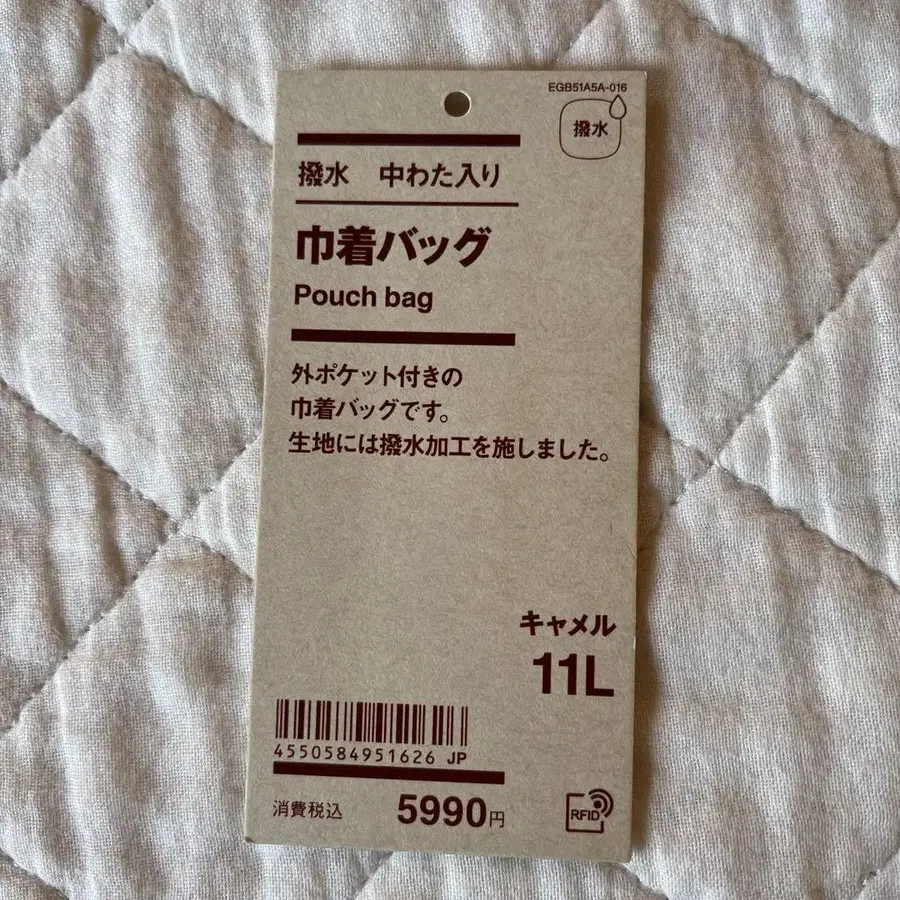 EGB51A5A-016
撥水
撥水 中わた入り
巾着バッグ
Pouch bag
外ポケット付きの
巾着バッグです。
生地には撥水加工を施しました。
キャメル
11L
4550584951626 JP
消費税込 5990円
RFID